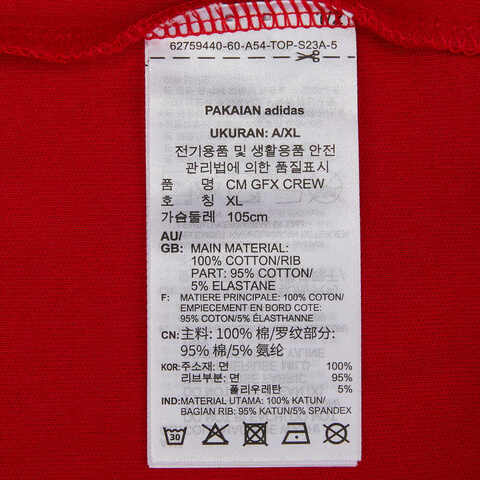 62759440-60-A54-TOP-S23A-5
PAKAIAN adidas
UKURAN: A/XL
전기용품 및 생활용품 안전
관리법에 의한 품질표시
품 명 CM GFX CREW
호 칭 XL
가슴둘레 105cm
AU/
GB: MAIN MATERIAL:
100% COTTON/RIB
PART: 95% COTTON/
5% ELASTANE
F: MATIERE PRINCIPALE: 100% COTON/
EMPIECEMENT EN BORD COTE:
95% COTON/5% ÉLASTHANNE
CN: 主料: 100% 棉/罗纹部分:
95% 棉/5% 氨纶
KOR: 주소재: 면 100%
리브부분: 면 95%
폴리우레탄 5%
IND: MATERIAL UTAMA: 100% KATUN/
BAGIAN RIB: 95% KATUN/5% SPANDEX
30